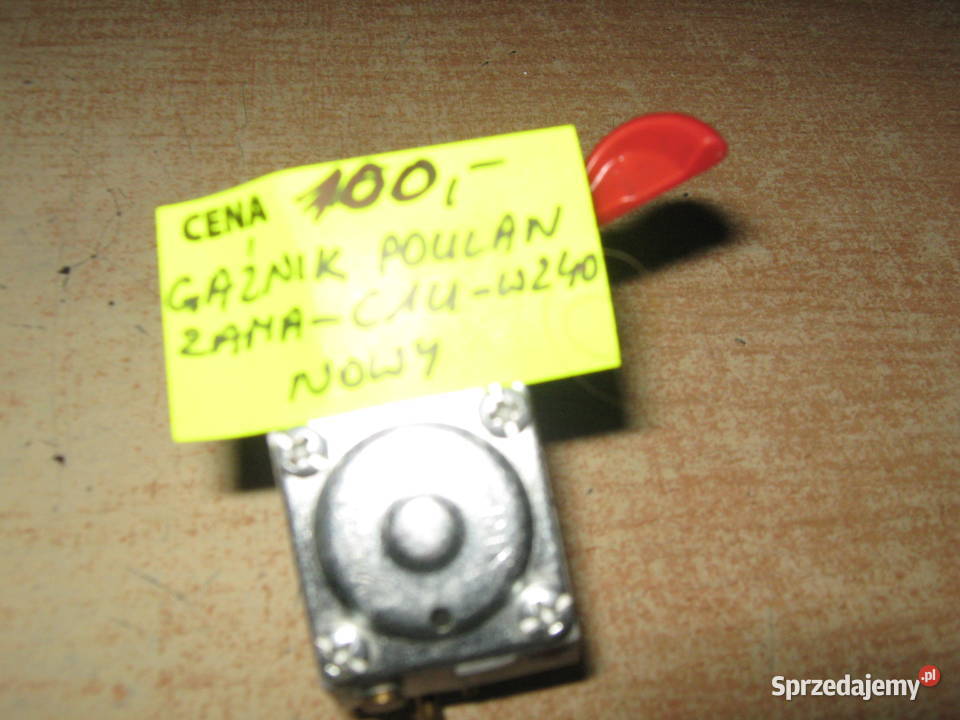 CENA 100,-
GAŹNIK POULAN
ZAMA-C1U-W240
NOWY
Sprzedajemy.pl